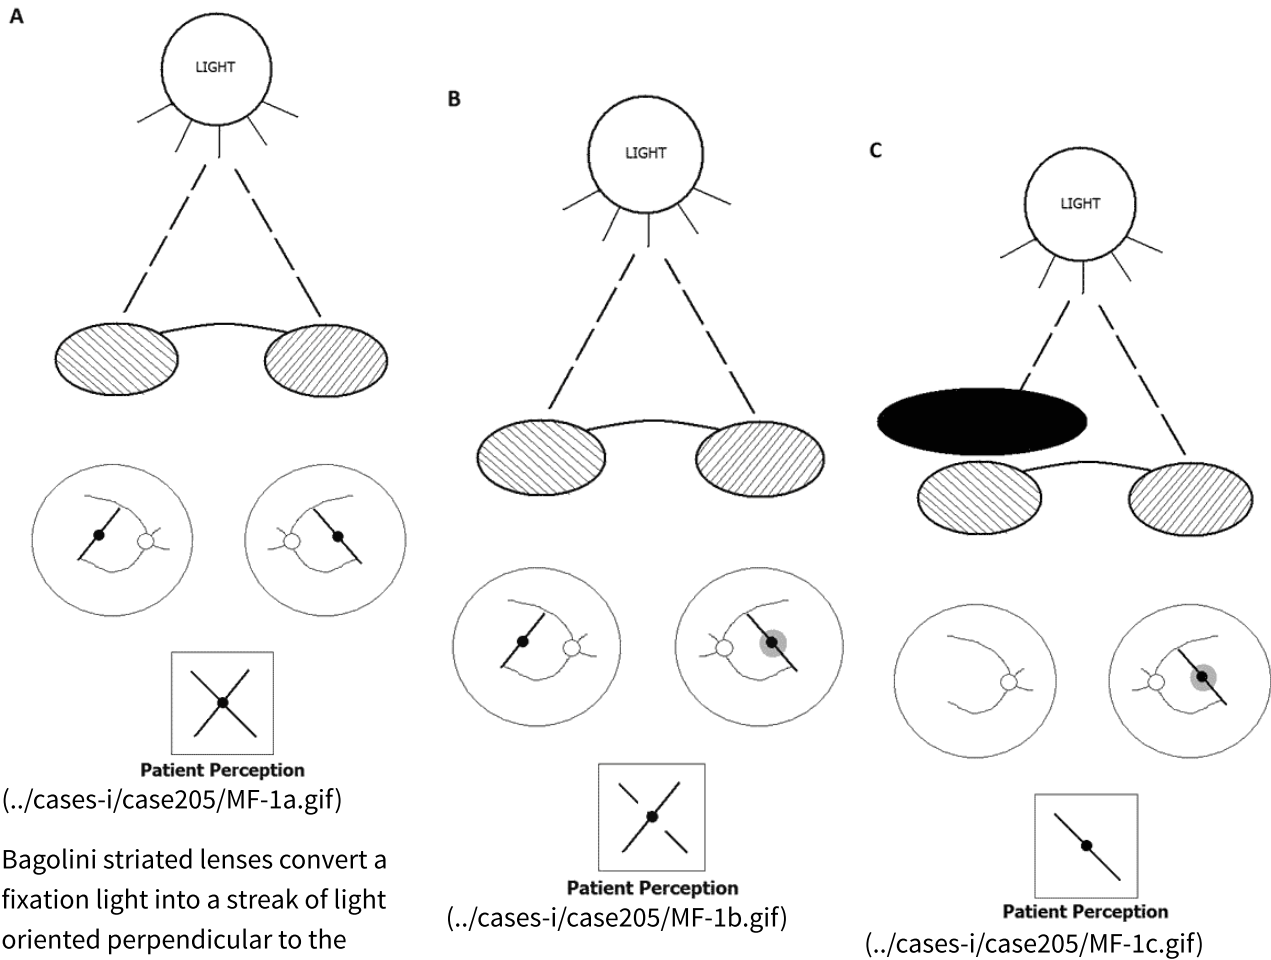 A
LIGHT
Patient Perception
(../cases-i/case205/MF-1a.gif)
Bagolini striated lenses convert a
fixation light into a streak of light
oriented perpendicular to the
B
LIGHT
Patient Perception
(../cases-i/case205/MF-1b.gif)
C
LIGHT
Patient Perception
(../cases-i/case205/MF-1c.gif)